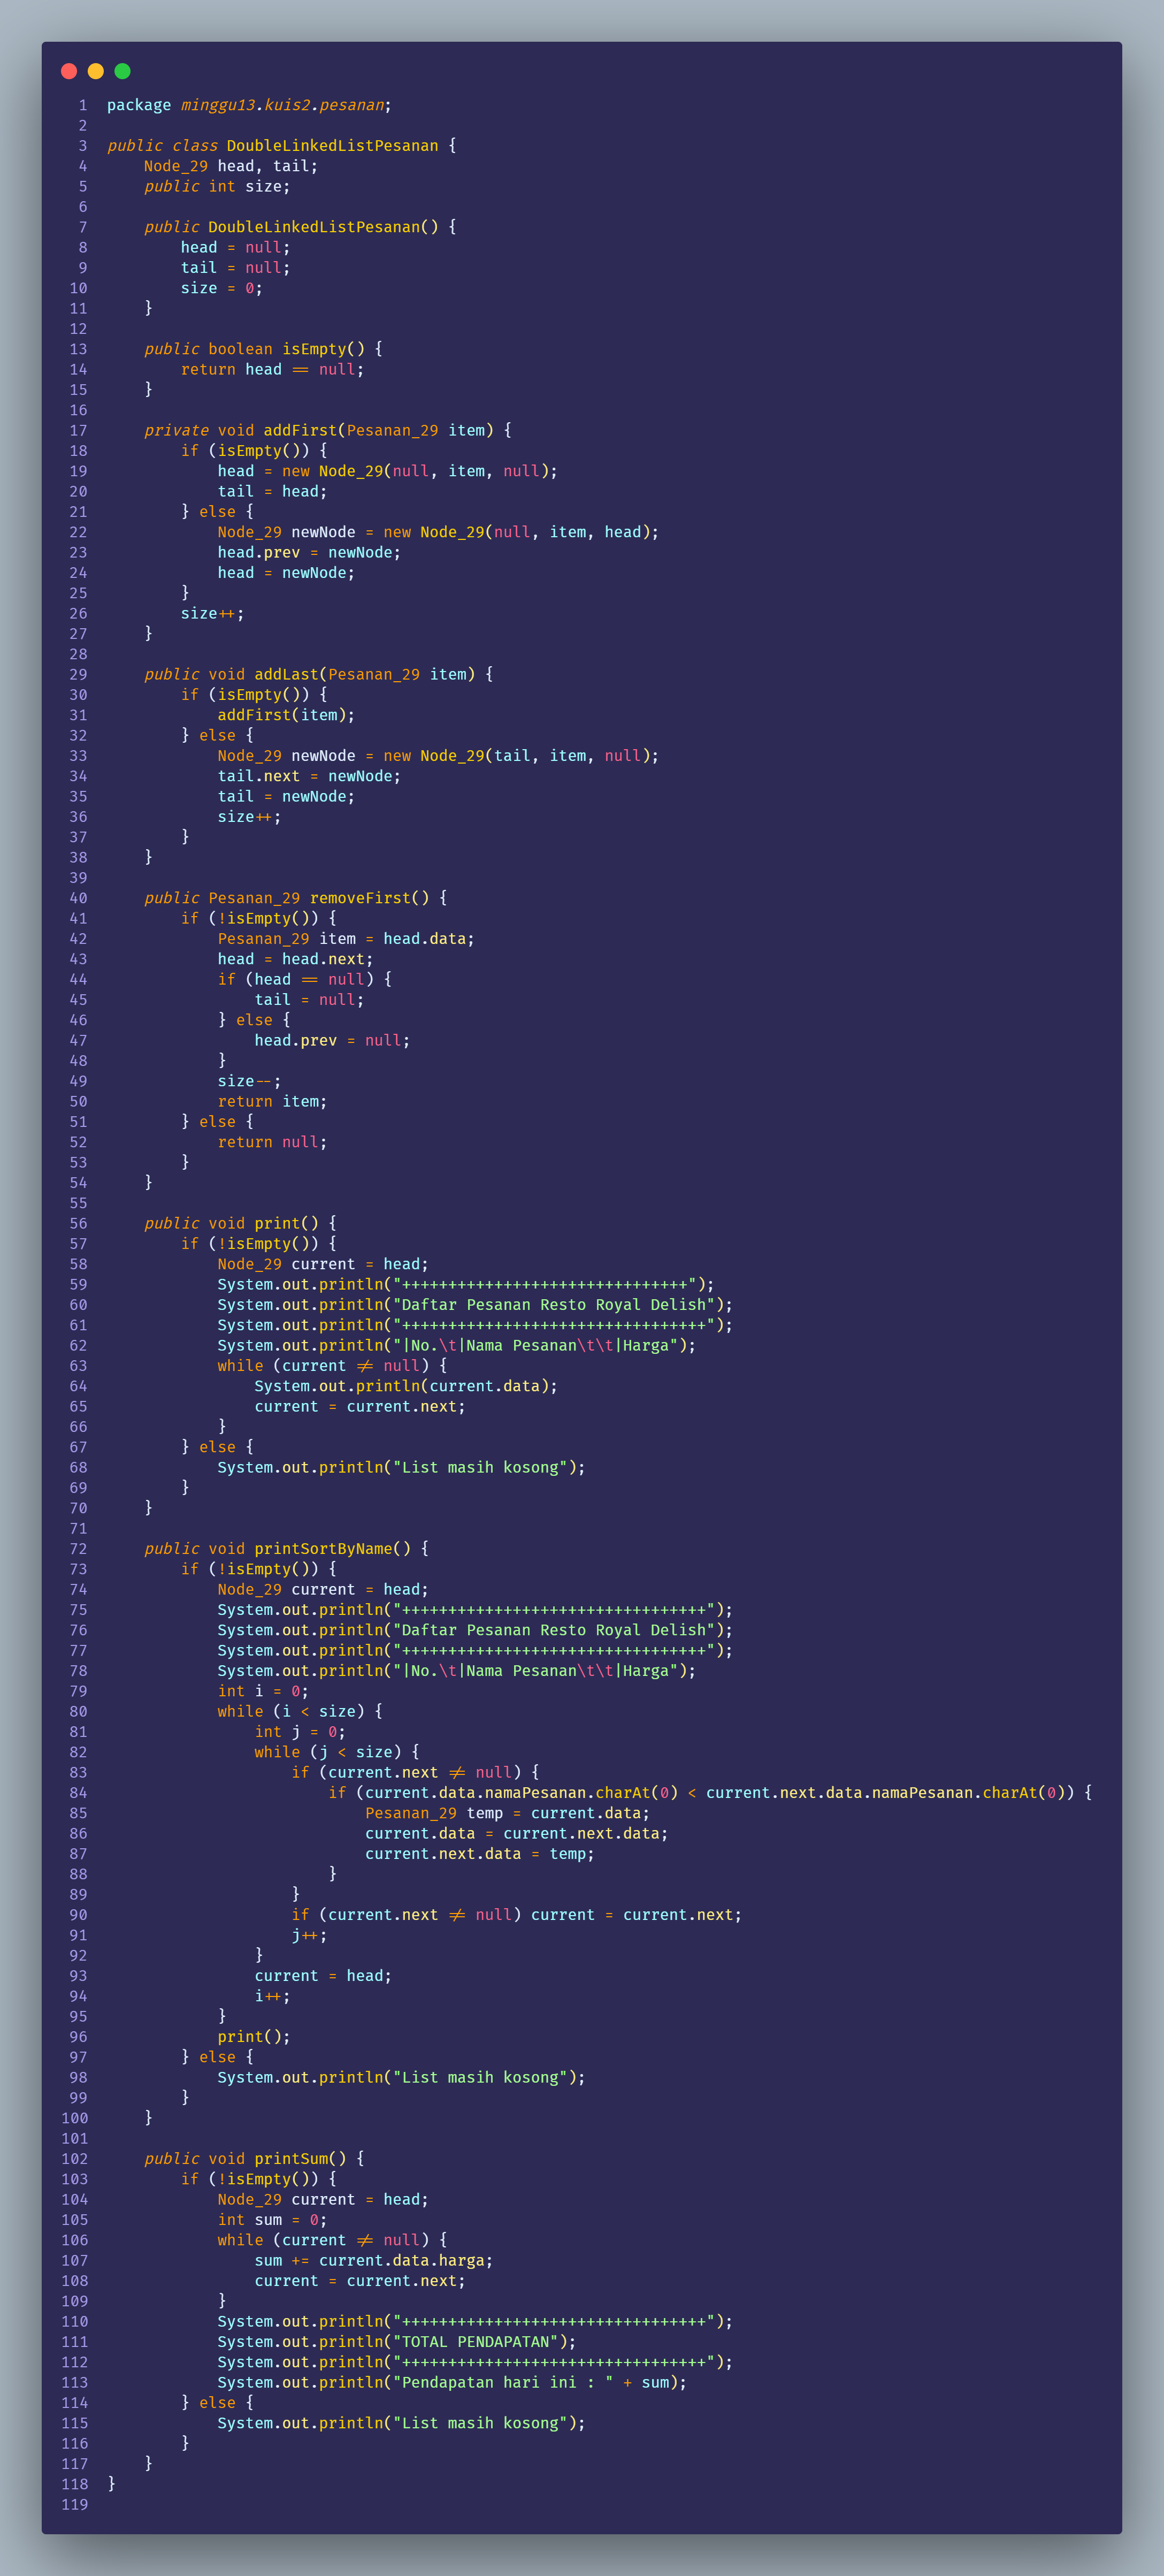 1 package minggu13.kuis2.pesanan;
2
3 public class DoubleLinkedListPesanan {
4     Node_29 head, tail;
5     public int size;
6
7     public DoubleLinkedListPesanan() {
8         head = null;
9         tail = null;
10         size = 0;
11     }
12
13     public boolean isEmpty() {
14         return head == null;
15     }
16
17     private void addFirst(Pesanan_29 item) {
18         if (isEmpty()) {
19             head = new Node_29(null, item, null);
20             tail = head;
21         } else {
22             Node_29 newNode = new Node_29(null, item, head);
23             head.prev = newNode;
24             head = newNode;
25         }
26         size++;
27     }
28
29     public void addLast(Pesanan_29 item) {
30         if (isEmpty()) {
31             addFirst(item);
32         } else {
33             Node_29 newNode = new Node_29(tail, item, null);
34             tail.next = newNode;
35             tail = newNode;
36             size++;
37         }
38     }
39
40     public Pesanan_29 removeFirst() {
41         if (!isEmpty()) {
42             Pesanan_29 item = head.data;
43             head = head.next;
44             if (head == null) {
45                 tail = null;
46             } else {
47                 head.prev = null;
48             }
49             size--;
50             return item;
51         } else {
52             return null;
53         }
54     }
55
56     public void print() {
57         if (!isEmpty()) {
58             Node_29 current = head;
59             System.out.println("+++++++++++++++++++++++++++++++");
60             System.out.println("Daftar Pesanan Resto Royal Delish");
61             System.out.println("+++++++++++++++++++++++++++++++++");
62             System.out.println("|No.\t|Nama Pesanan\t\t|Harga");
63             while (current != null) {
64                 System.out.println(current.data);
65                 current = current.next;
66             }
67         } else {
68             System.out.println("List masih kosong");
69         }
70     }
71
72     public void printSortByName() {
73         if (!isEmpty()) {
74             Node_29 current = head;
75             System.out.println("+++++++++++++++++++++++++++++++++");
76             System.out.println("Daftar Pesanan Resto Royal Delish");
77             System.out.println("+++++++++++++++++++++++++++++++++");
78             System.out.println("|No.\t|Nama Pesanan\t\t|Harga");
79             int i = 0;
80             while (i < size) {
81                 int j = 0;
82                 while (j < size) {
83                     if (current.next != null) {
84                         if (current.data.namaPesanan.charAt(0) < current.next.data.namaPesanan.charAt(0)) {
85                             Pesanan_29 temp = current.data;
86                             current.data = current.next.data;
87                             current.next.data = temp;
88                         }
89                     }
90                     if (current.next != null) current = current.next;
91                     j++;
92                 }
93                 current = head;
94                 i++;
95             }
96             print();
97         } else {
98             System.out.println("List masih kosong");
99         }
100     }
101
102     public void printSum() {
103         if (!isEmpty()) {
104             Node_29 current = head;
105             int sum = 0;
106             while (current != null) {
107                 sum += current.data.harga;
108                 current = current.next;
109             }
110             System.out.println("+++++++++++++++++++++++++++++++++");
111             System.out.println("TOTAL PENDAPATAN");
112             System.out.println("+++++++++++++++++++++++++++++++++");
113             System.out.println("Pendapatan hari ini : " + sum);
114         } else {
115             System.out.println("List masih kosong");
116         }
117     }
118 }
119